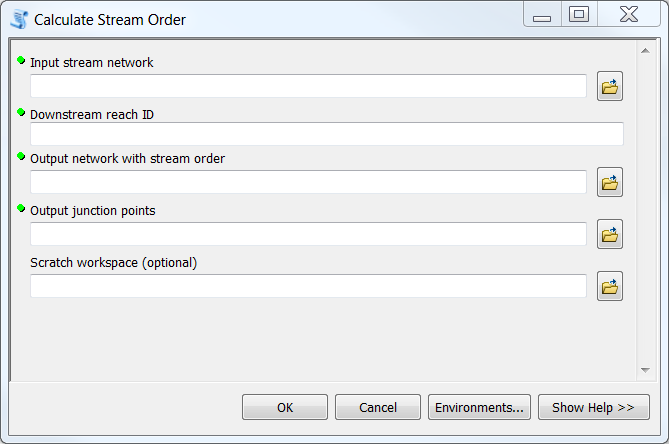 Calculate Stream Order
Input stream network
Downstream reach ID
Output network with stream order
Output junction points
Scratch workspace (optional)
OK Cancel Environments... Show Help >>